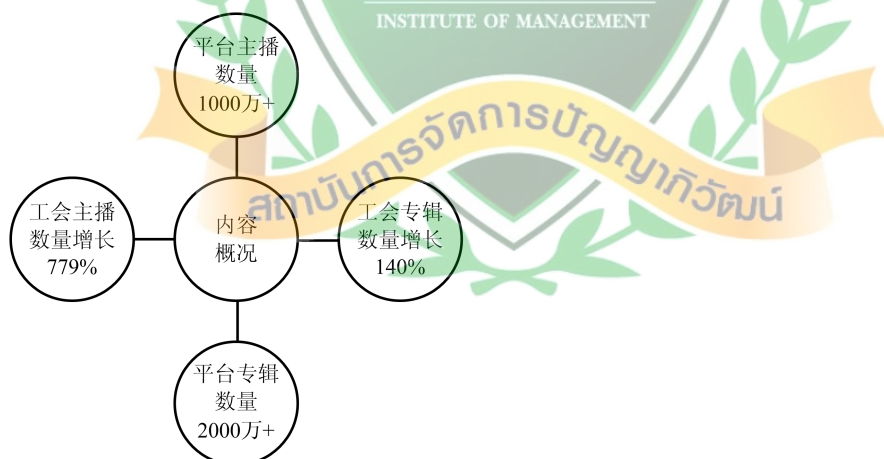 INSTITUTE OF MANAGEMENT
สถาบันการจัดการปัญญาภิวัฒน์
平台主播
数量
1000万+
工会主播
数量增长
779%
内容
概况
工会专辑
数量增长
140%
平台专辑
数量
2000万+